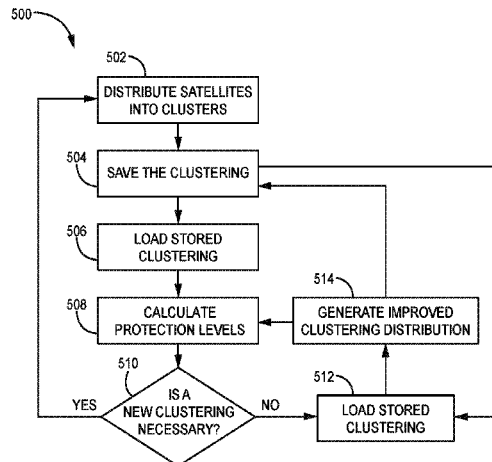 500
502
DISTRIBUTE SATELLITES
INTO CLUSTERS
504
SAVE THE CLUSTERING
506
LOAD STORED
CLUSTERING
514
508
CALCULATE
PROTECTION LEVELS
GENERATE IMPROVED
CLUSTERING DISTRIBUTION
510
512
YES
IS A
NEW CLUSTERING
NECESSARY?
NO
LOAD STORED
CLUSTERING